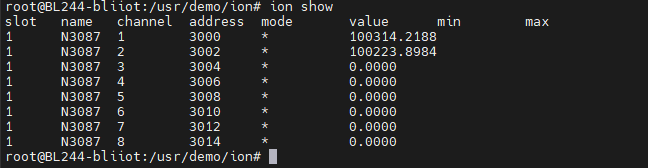 root@BL244-bliiot:/usr/demo/ion# ion show
slot name channel address mode value min max
1 N3087 1 3000 * 100314.2188
1 N3087 2 3002 * 100223.8984
1 N3087 3 3004 * 0.0000
1 N3087 4 3006 * 0.0000
1 N3087 5 3008 * 0.0000
1 N3087 6 3010 * 0.0000
1 N3087 7 3012 * 0.0000
1 N3087 8 3014 * 0.0000
root@BL244-bliiot:/usr/demo/ion#